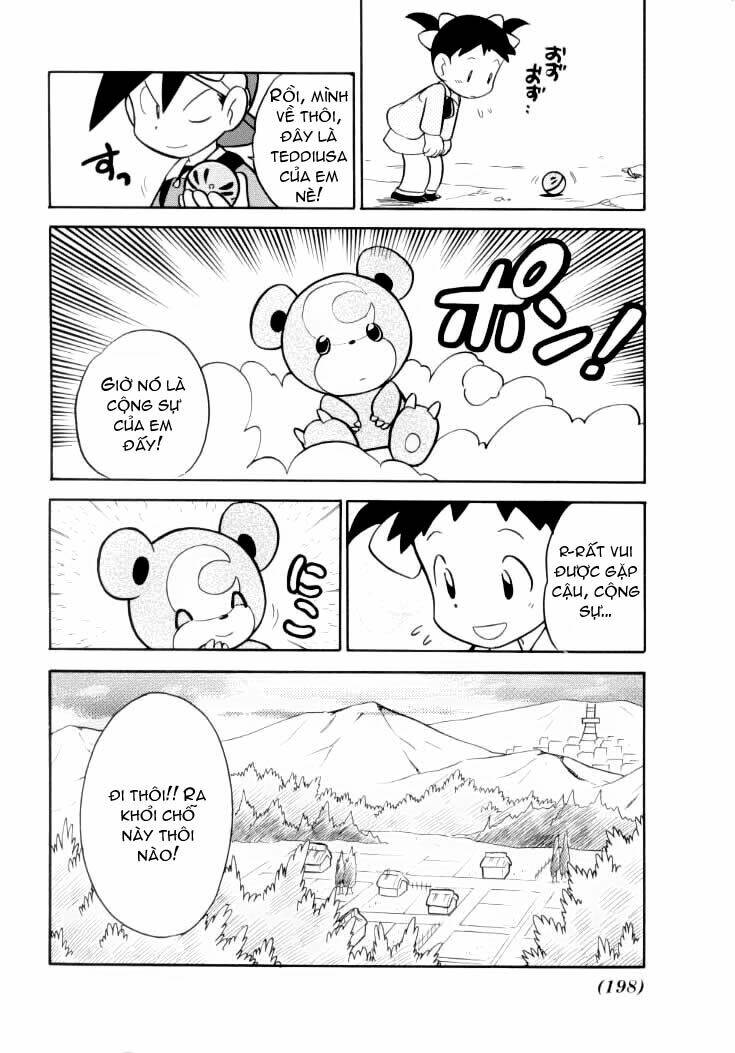 おずおず…
RỒI, MÌNH
VỀ THÔI,
ĐÂY LÀ
TEDDIUSA
CỦA EM
NÈ!
すっ
ポン!
GIỜ NÓ LÀ
CỘNG SỰ
CỦA EM
ĐẤY!
R-RẤT VUI
ĐƯỢC GẶP
CẬU, CỘNG
SỰ...
ĐI THÔI!! RA
KHỎI CHỖ
NÀY THÔI
NÀO!
(198)